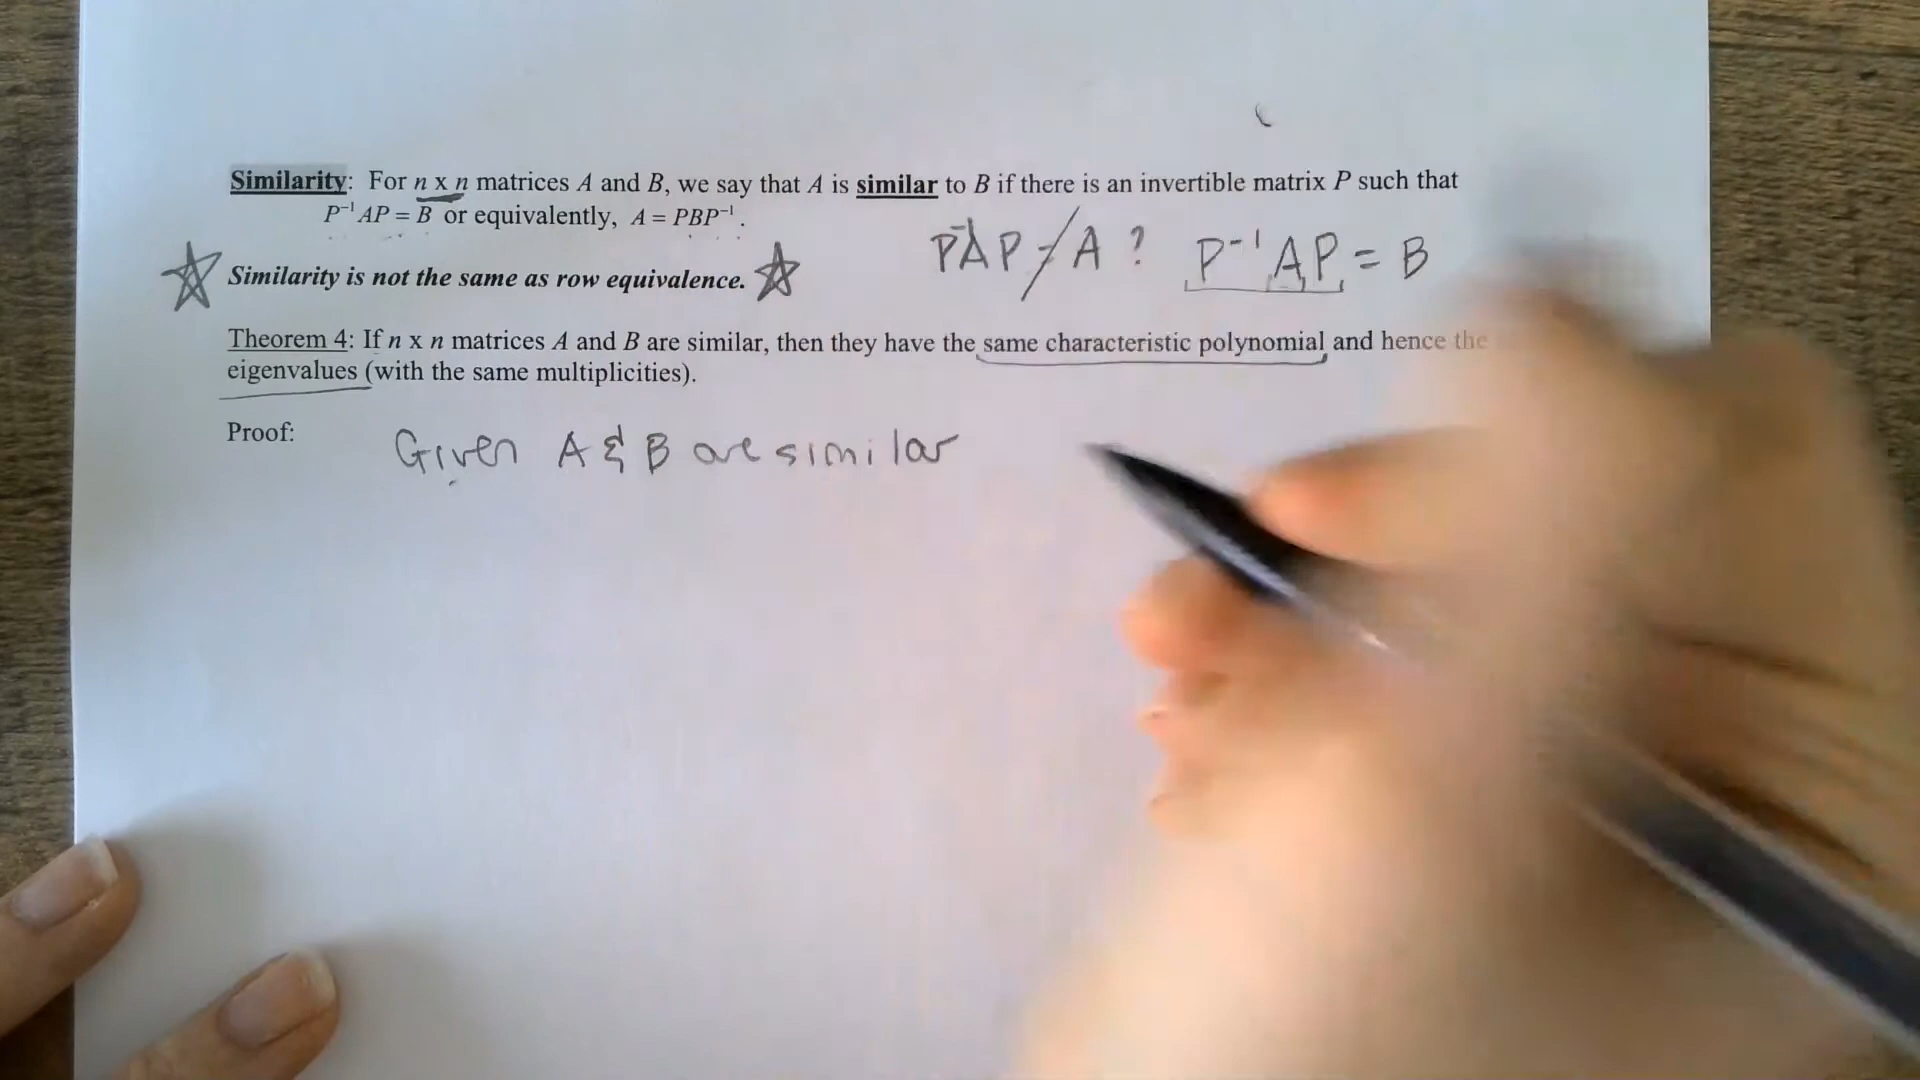 Similarity: For n x n matrices A and B, we say that A is similar to B if there is an invertible matrix P such that
P⁻¹AP = B or equivalently, A = PBP⁻¹.
P⁻¹AP ≠ A ? P⁻¹AP = B
Similarity is not the same as row equivalence.
Theorem 4: If n x n matrices A and B are similar, then they have the same characteristic polynomial and hence the
eigenvalues (with the same multiplicities).
Proof: Given A & B are similar